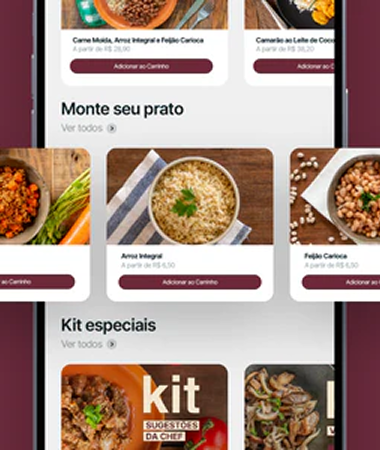 Carne Moída, Arroz Integral e Feijão Carioca
A partir de R$ 28,90
Adicionar ao Carrinho
Camarão ao Leite de Coco
A partir de R$ 38,20
Adicionar ao Carr
Monte seu prato
Ver todos
ao Carrinho
Arroz Integral
A partir de R$ 6,50
Adicionar ao Carrinho
Feijão Carioca
A partir de R$ 6,50
Adicionar ao Ca
Kit especiais
Ver todos
kit
SUGESTÕES
DA CHEF